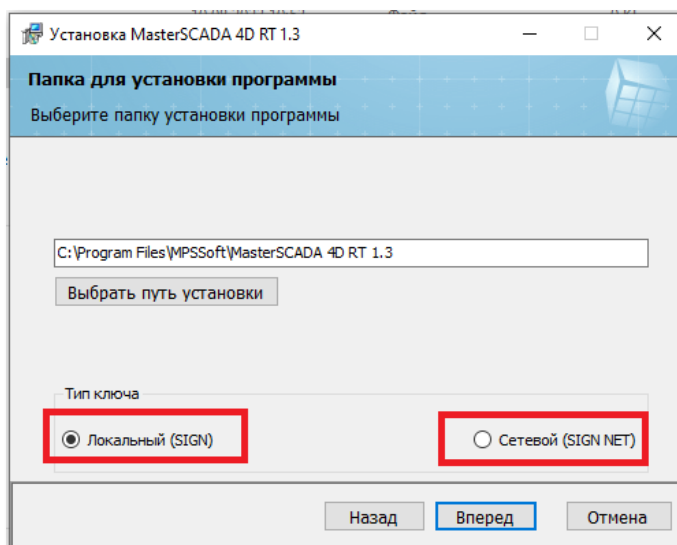 Установка MasterSCADA 4D RT 1.3
Папка для установки программы
Выберите папку установки программы
C:\Program Files\MPSSoft\MasterSCADA 4D RT 1.3
Выбрать путь установки
Тип ключа
Локальный (SIGN) Сетевой (SIGN NET)
Назад Вперед Отмена